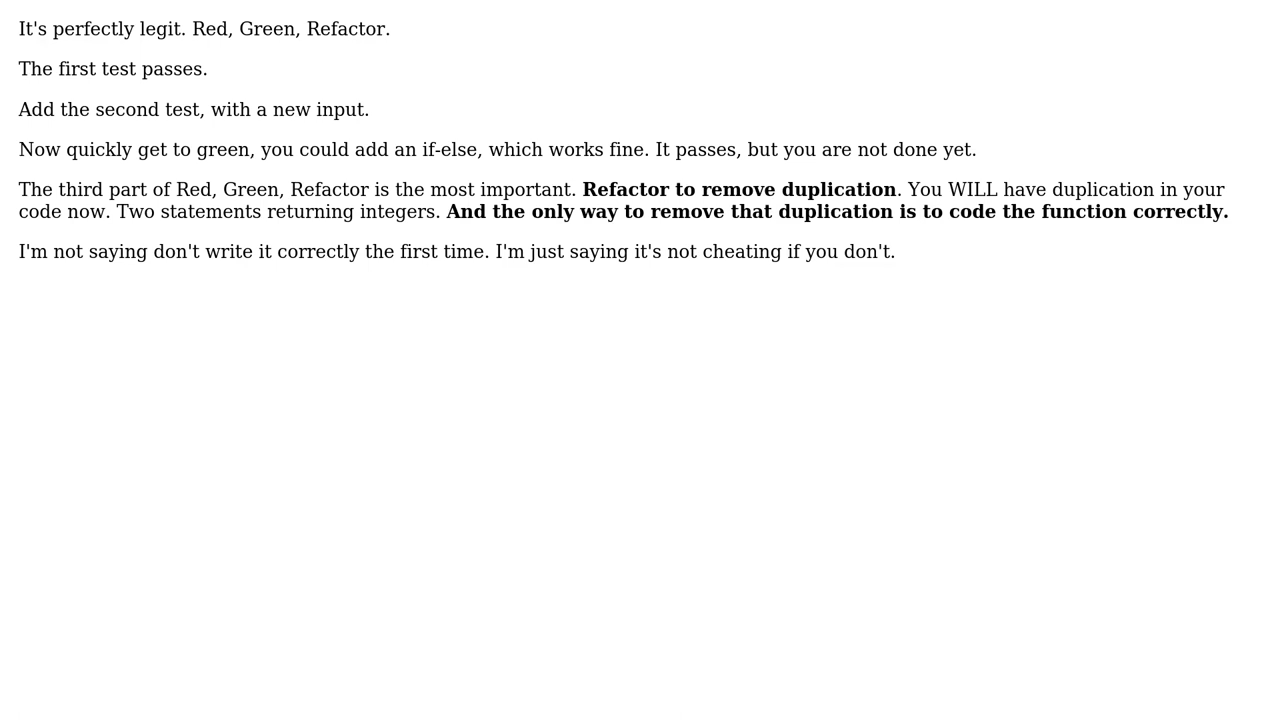 It's perfectly legit. Red, Green, Refactor.
The first test passes.
Add the second test, with a new input.
Now quickly get to green, you could add an if-else, which works fine. It passes, but you are not done yet.
The third part of Red, Green, Refactor is the most important. Refactor to remove duplication. You WILL have duplication in your
code now. Two statements returning integers. And the only way to remove that duplication is to code the function correctly.
I'm not saying don't write it correctly the first time. I'm just saying it's not cheating if you don't.